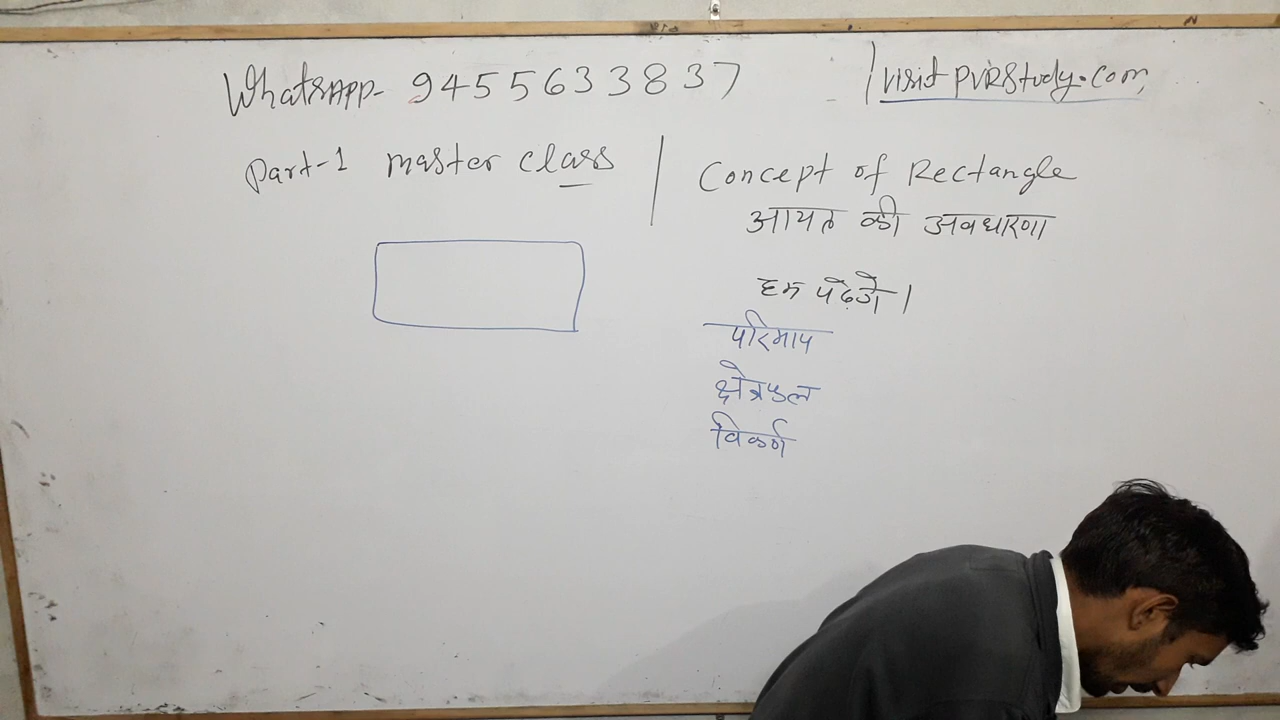 WhatsAPP- 9455633837
visit PVRStudy.com
Part-1 master class
Concept of Rectangle
आयत की अवधारणा
हम पढ़ेंगे।
परिमाप
क्षेत्रफल
विकर्ण